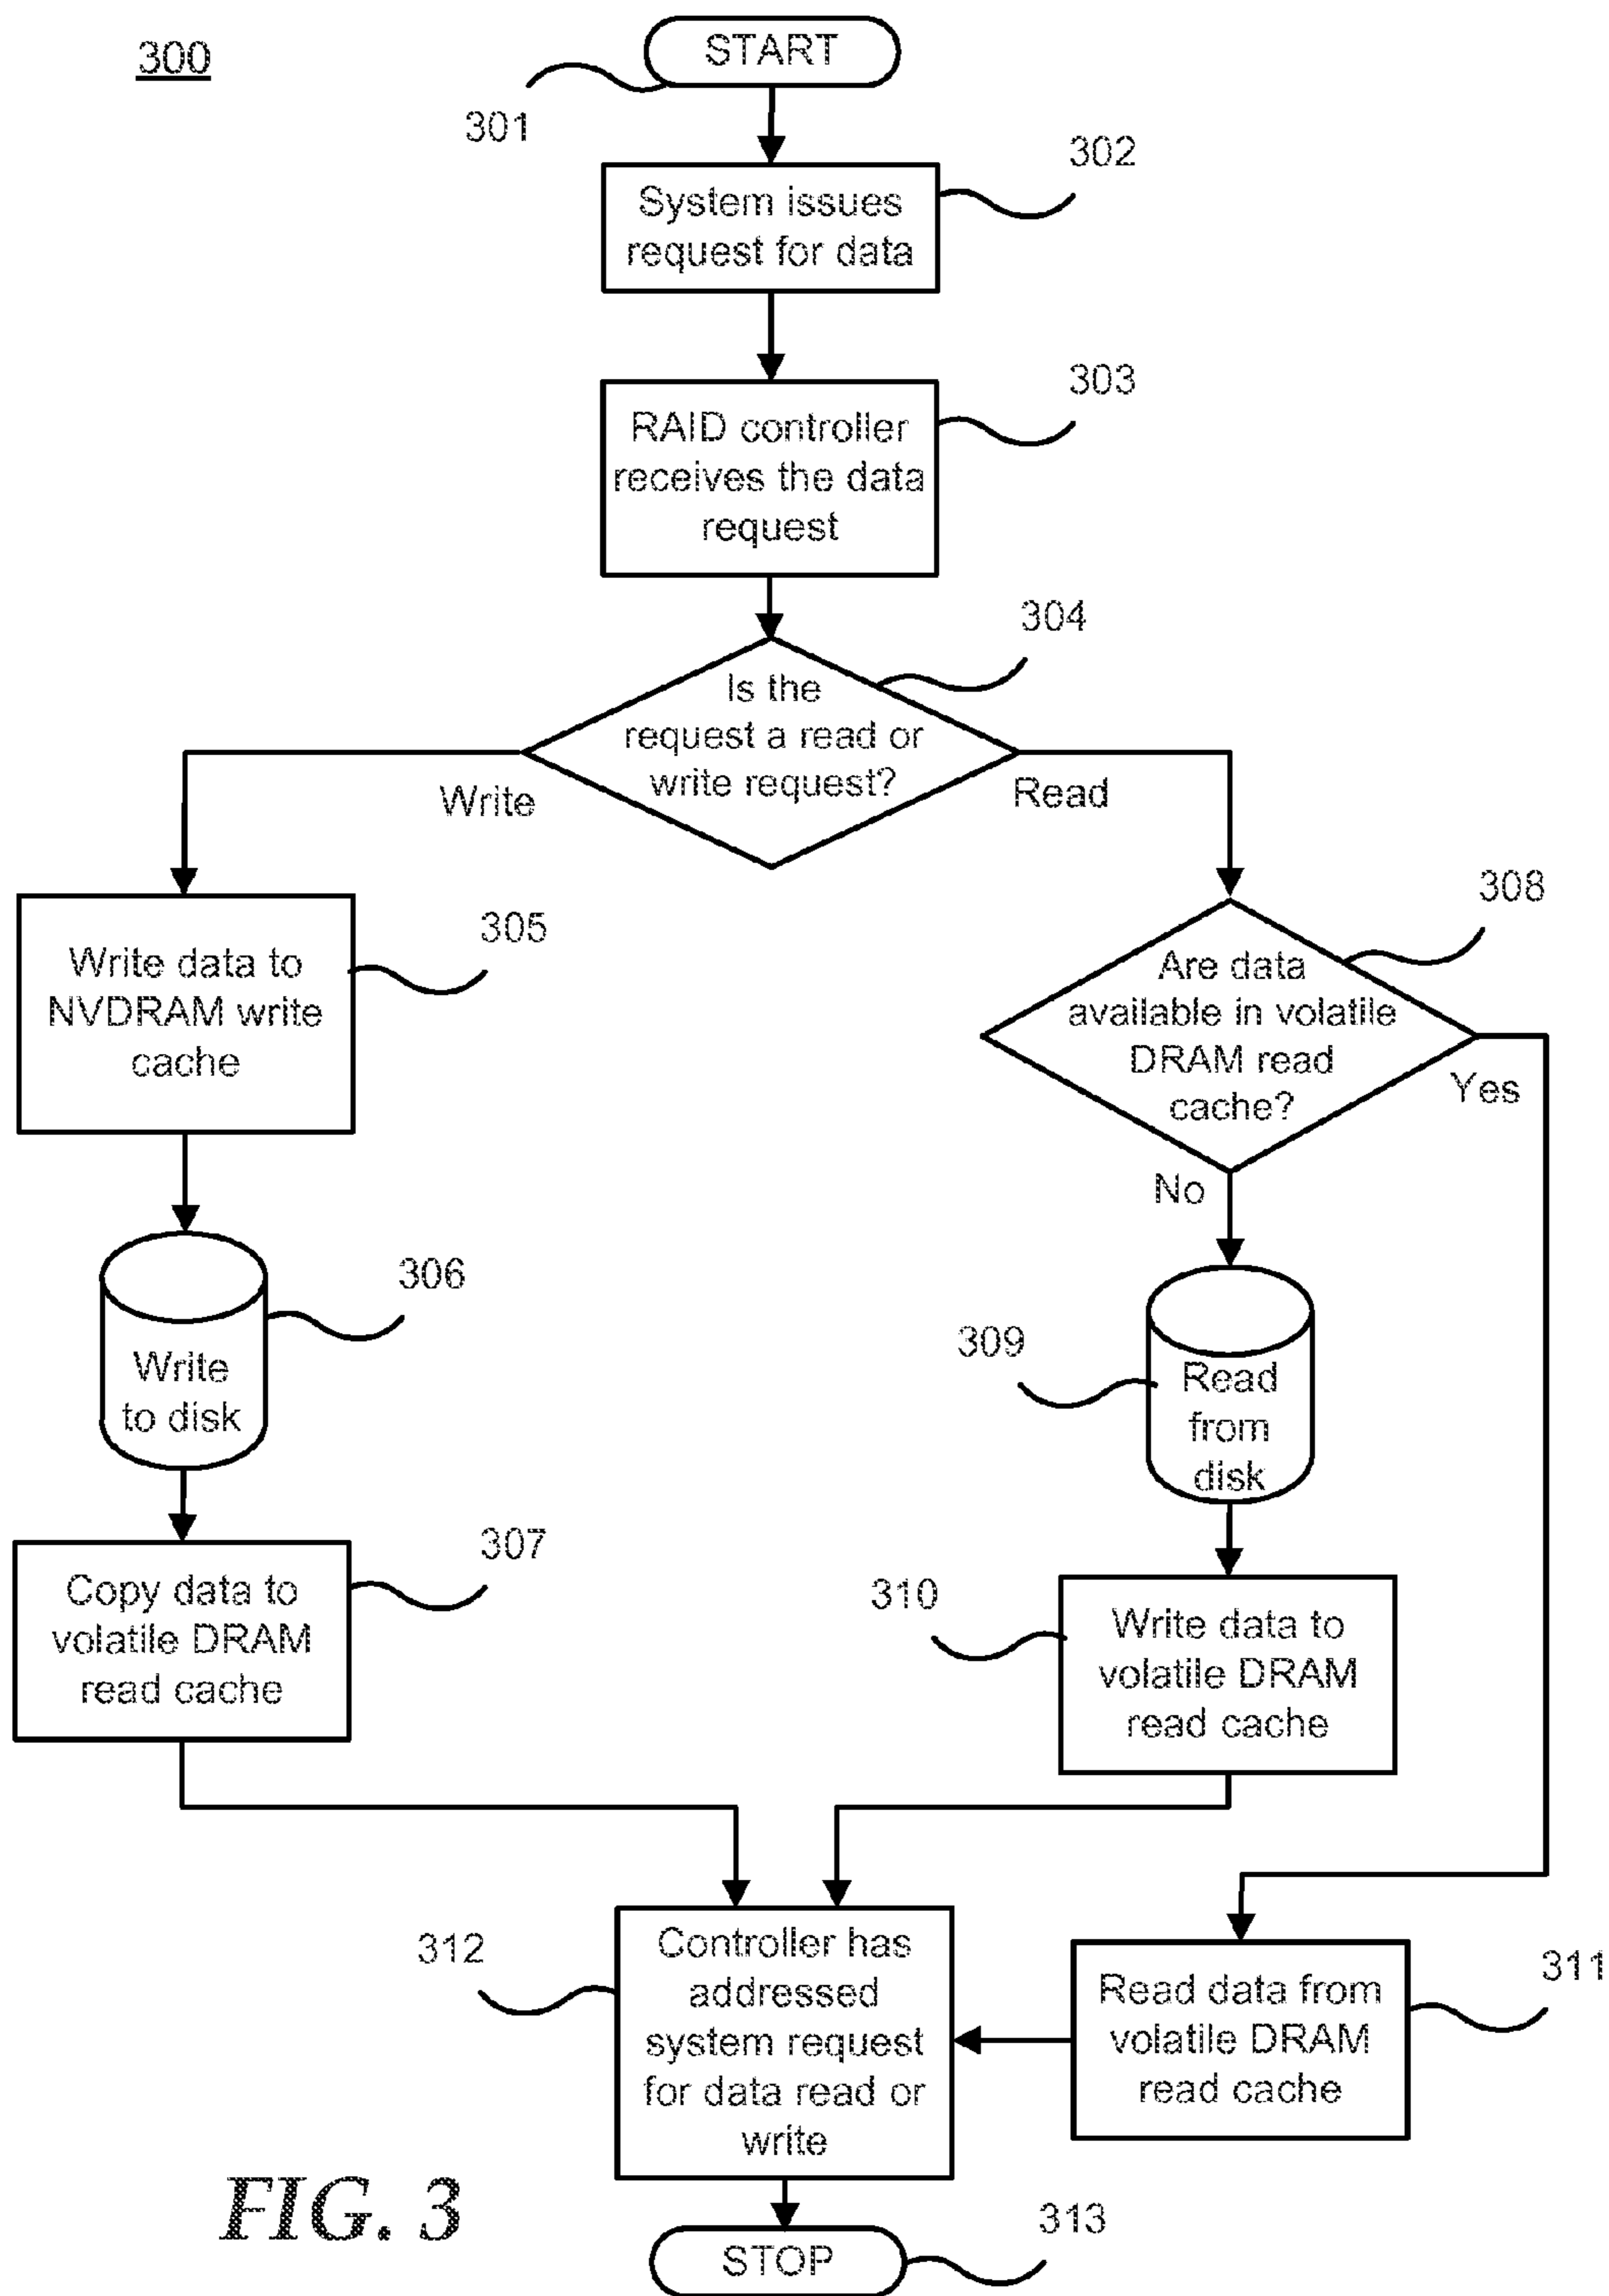 300
START
301
302
System issues
request for data
303
RAID controller
receives the data
request
304
Is the
request a read or
write request?
Write
Read
305
Write data to
NVDRAM write
cache
308
Are data
available in volatile
DRAM read
cache?
Yes
No
306
Write
to disk
309
Read
from
disk
307
Copy data to
volatile DRAM
read cache
310
Write data to
volatile DRAM
read cache
312
Controller has
addressed
system request
for data read or
write
311
Read data from
volatile DRAM
read cache
FIG. 3
313
STOP